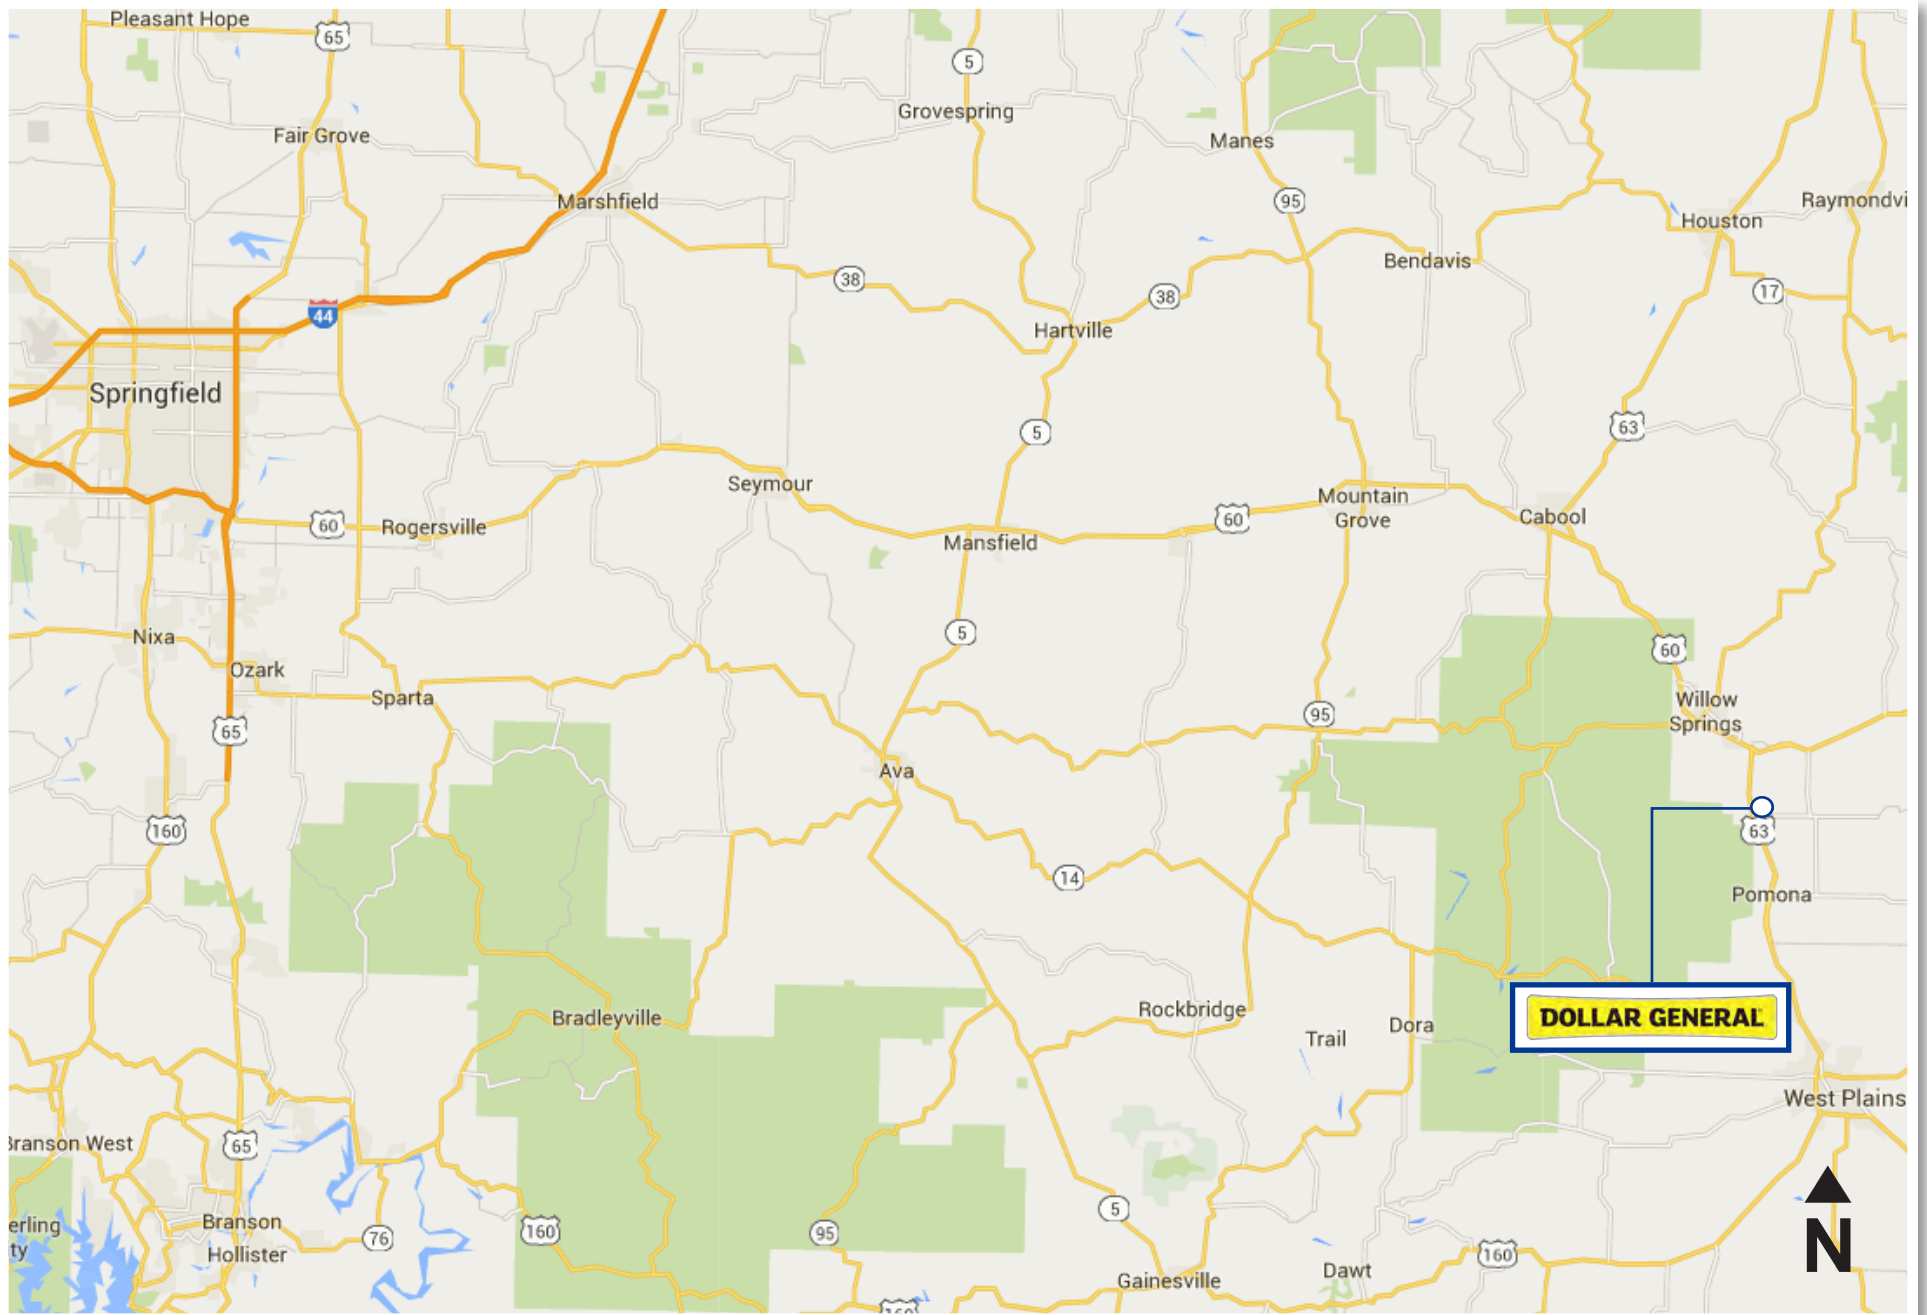 Pleasant Hope
65
5
Grovespring
Fair Grove
Manes
Marshfield
95
Raymondvi
Houston
Bendavis
38
38
17
44
Hartville
Springfield
5
63
Seymour
Mountain
Grove
60
Rogersville
60
Cabool
Mansfield
Nixa
5
60
Ozark
Sparta
Willow
Springs
95
65
Ava
160
63
14
Pomona
Rockbridge
Bradleyville
Trail
Dora
DOLLAR GENERAL
West Plains
Branson West
65
5
Branson
Hollister
76
160
95
erling
ty
160
N
Gainesville
Dawt
160